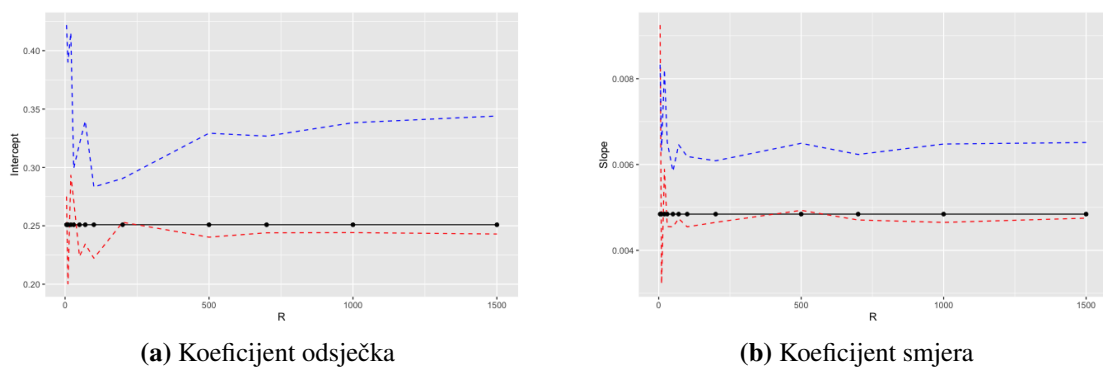 0.40
0.35
0.30
0.25
0.20
Intercept
0
500
1000
1500
R
(a) Koeficijent odsječka
0.008
0.006
0.004
Slope
0
500
1000
1500
R
(b) Koeficijent smjera